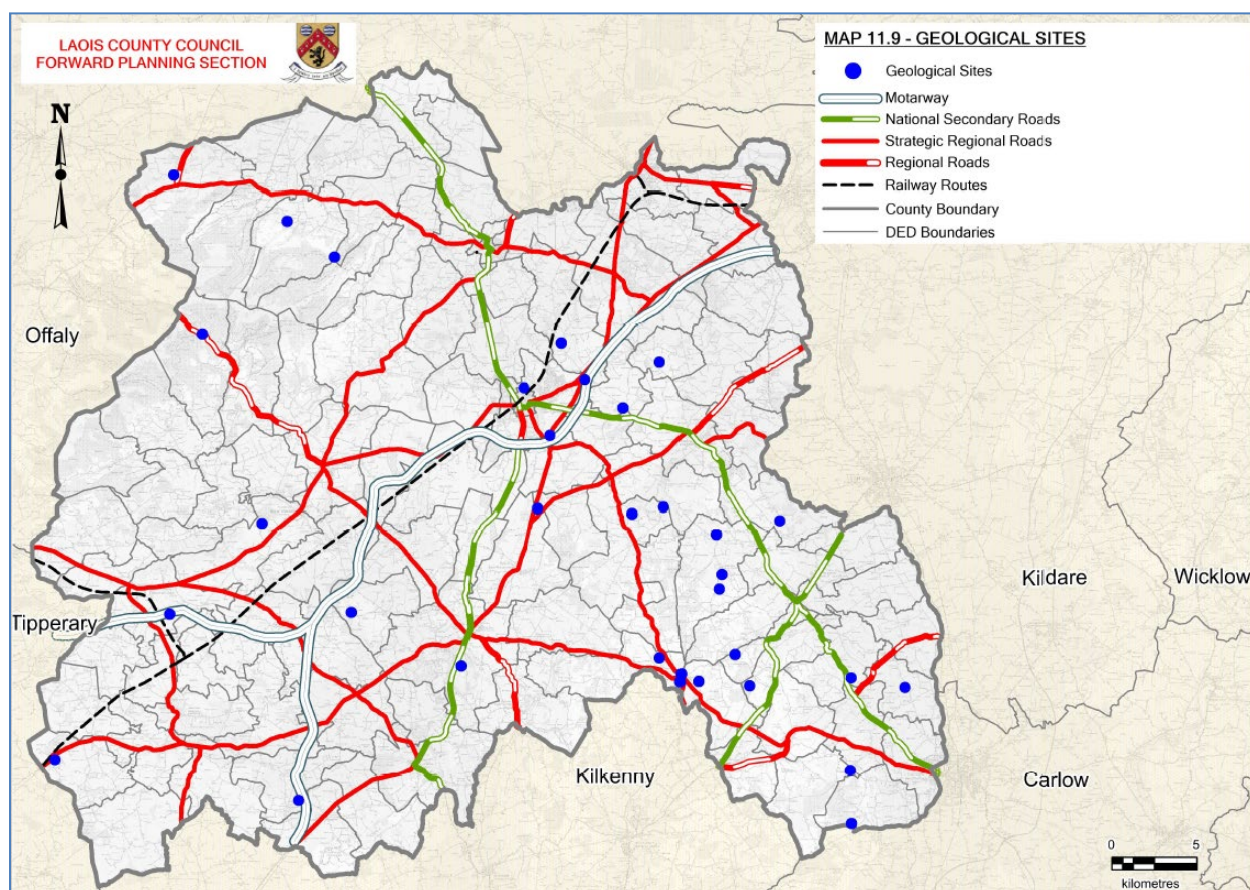 LAOIS COUNTY COUNCIL
FORWARD PLANNING SECTION
MAP 11.9 - GEOLOGICAL SITES
Geological Sites
Motarway
National Secondary Roads
Strategic Regional Roads
Regional Roads
Railway Routes
County Boundary
DED Boundaries
N
Offaly
Tipperary
Kildare
Wicklow
Kilkenny
Carlow
0 5
kilometres